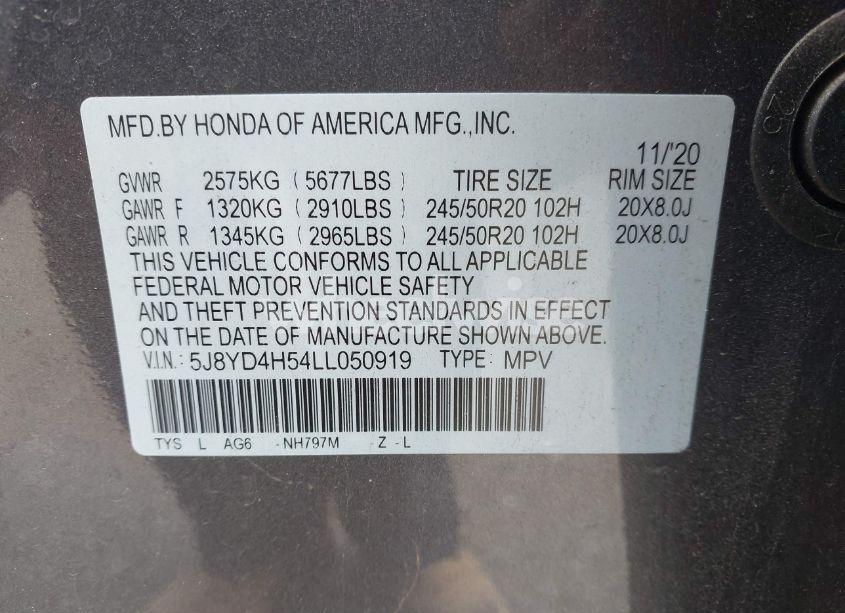 MFD.BY HONDA OF AMERICA MFG.,INC.
11/'20
GVWR 2575KG (5677LBS) TIRE SIZE RIM SIZE
GAWR F 1320KG (2910LBS) 245/50R20 102H 20X8.0J
GAWR R 1345KG (2965LBS) 245/50R20 102H 20X8.0J
THIS VEHICLE CONFORMS TO ALL APPLICABLE
FEDERAL MOTOR VEHICLE SAFETY
AND THEFT PREVENTION STANDARDS IN EFFECT
ON THE DATE OF MANUFACTURE SHOWN ABOVE.
V.I.N.: 5J8YD4H54LL050919 TYPE: MPV
TYS L AG6 -NH797M -Z -L